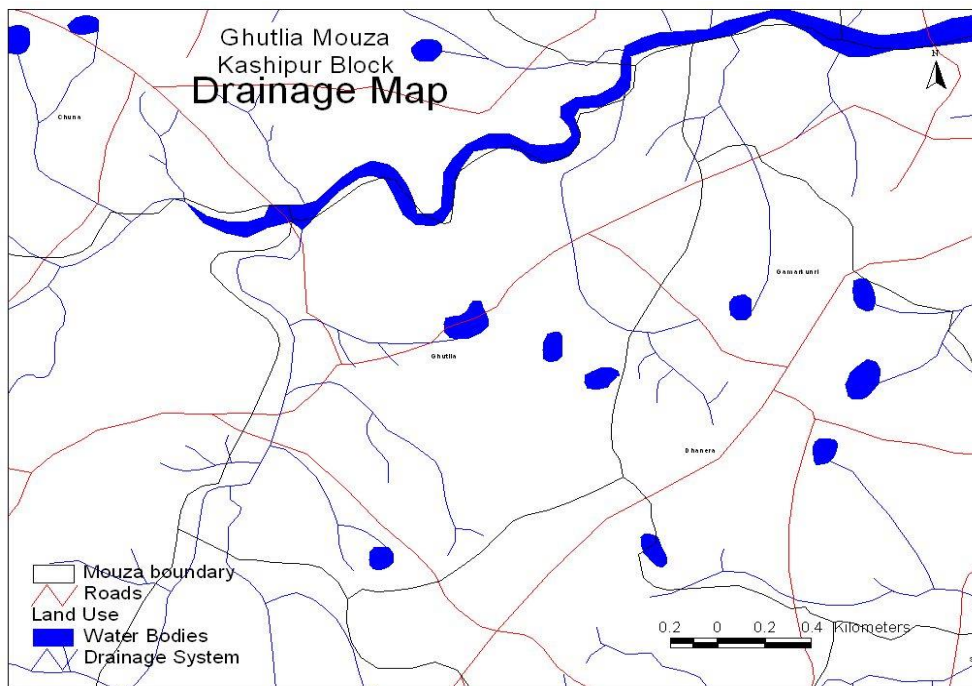 Ghutlia Mouza
Kashipur Block
Drainage Map
N
Chuna
Gamarkunri
Ghutlia
Dhanera
Mouza boundary
Roads
Land Use
Water Bodies
Drainage System
0.2 0 0.2 0.4 Kilometers